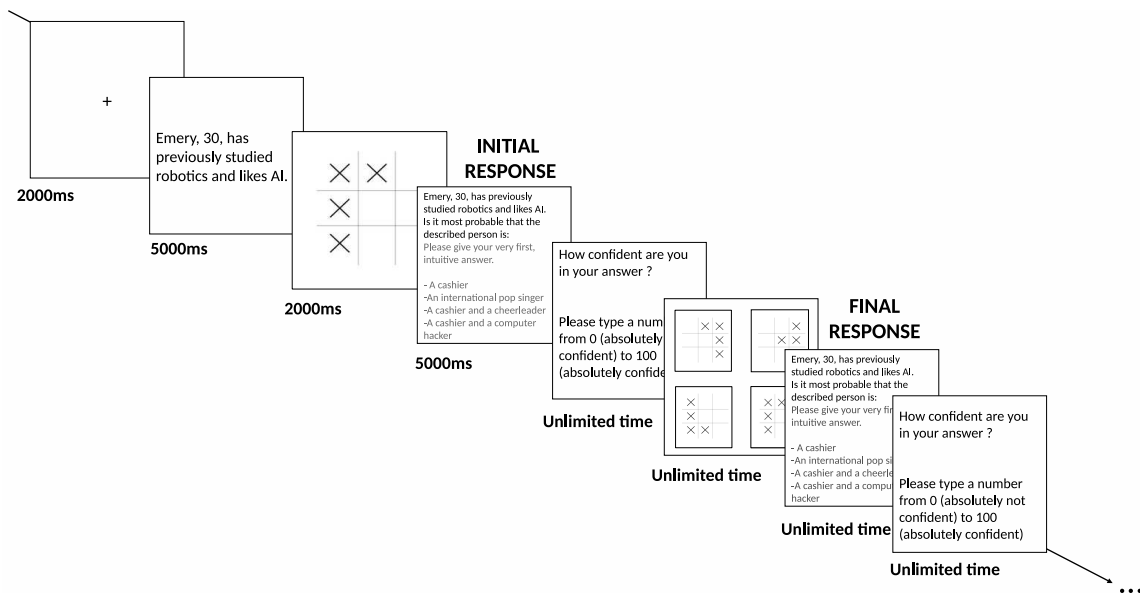 +
2000ms
Emery, 30, has
previously studied
robotics and likes AI.
5000ms
2000ms
INITIAL
RESPONSE
Emery, 30, has previously
studied robotics and likes AI.
Is it most probable that the
described person is:
Please give your very first,
intuitive answer.
- A cashier
-An international pop singer
-A cashier and a cheerleader
-A cashier and a computer
hacker
5000ms
How confident are you
in your answer ?
Please type a num
from 0 (absolutely
confident) to 100
(absolutely confide
Unlimited time
Unlimited time
FINAL
RESPONSE
Emery, 30, has previously
studied robotics and likes AI.
Is it most probable that the
described person is:
Please give your very fi
intuitive answer.
- A cashier
-An international pop si
-A cashier and a cheerle
-A cashier and a compu
hacker
Unlimited time
How confident are you
in your answer ?
Please type a number
from 0 (absolutely not
confident) to 100
(absolutely confident)
Unlimited time
...